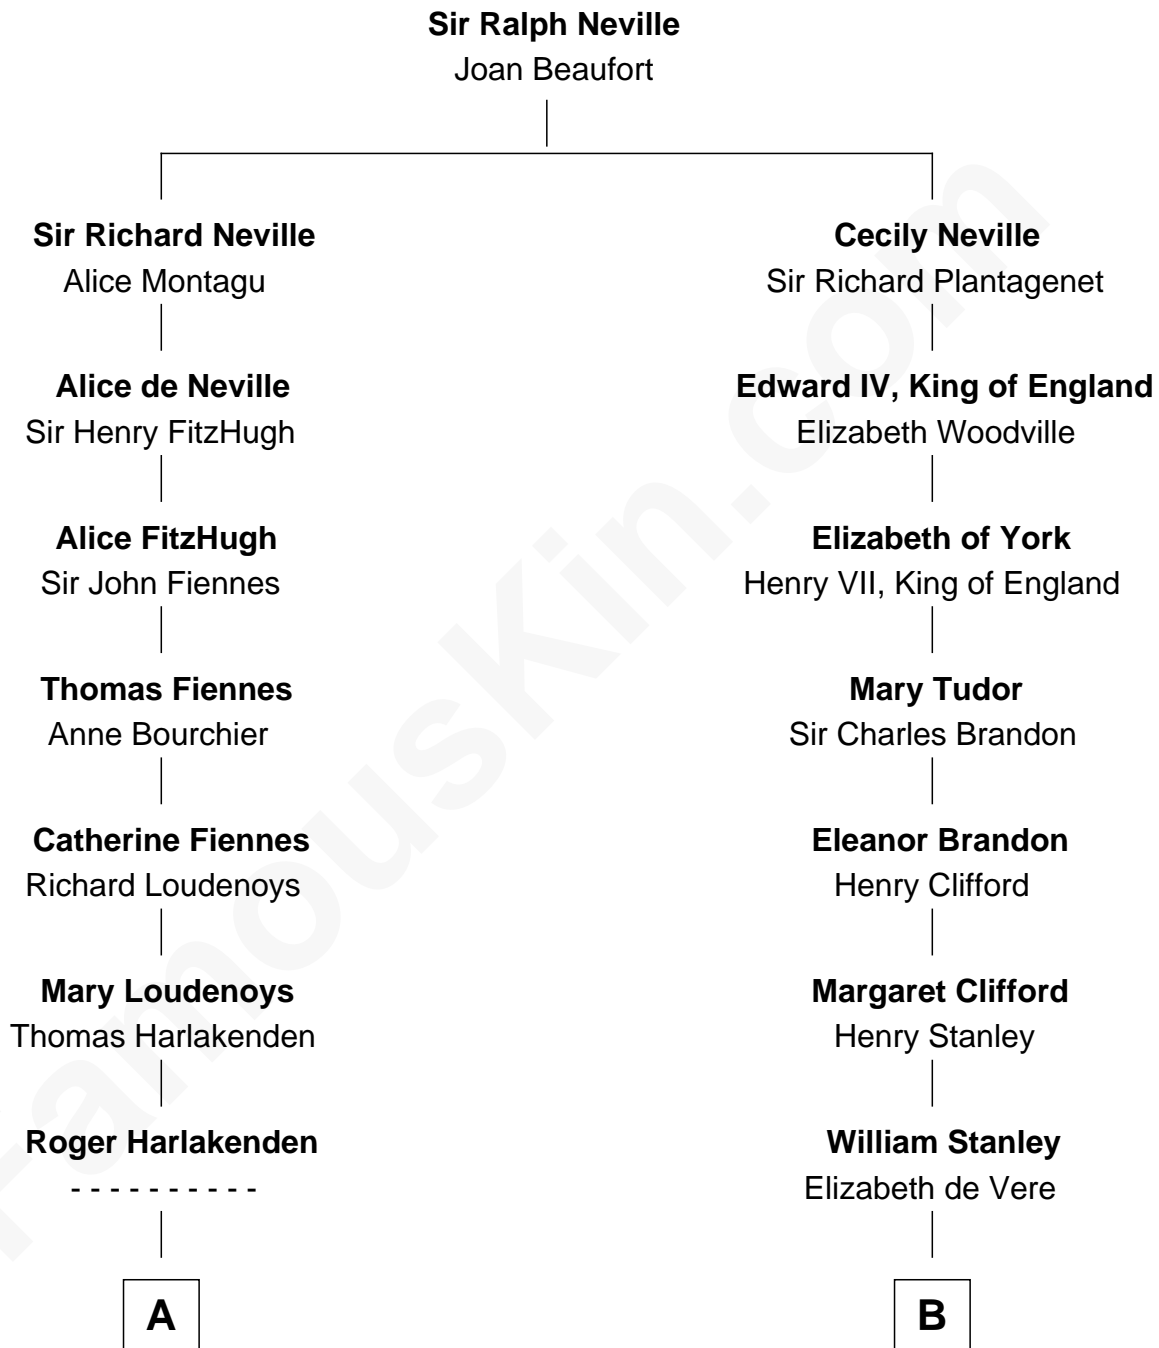 Sir Ralph Neville
Joan Beaufort
Sir Richard Neville
Alice Montagu
Cecily Neville
Sir Richard Plantagenet
Alice de Neville
Sir Henry FitzHugh
Edward IV, King of England
Elizabeth Woodville
Alice FitzHugh
Sir John Fiennes
Elizabeth of York
Henry VII, King of England
Thomas Fiennes
Anne Bourchier
Mary Tudor
Sir Charles Brandon
Catherine Fiennes
Richard Loudenoys
Eleanor Brandon
Henry Clifford
Mary Loudenoys
Thomas Harlakenden
Margaret Clifford
Henry Stanley
Roger Harlakenden
- - - - - - - - - -
William Stanley
Elizabeth de Vere
A
B
FamousKin.com